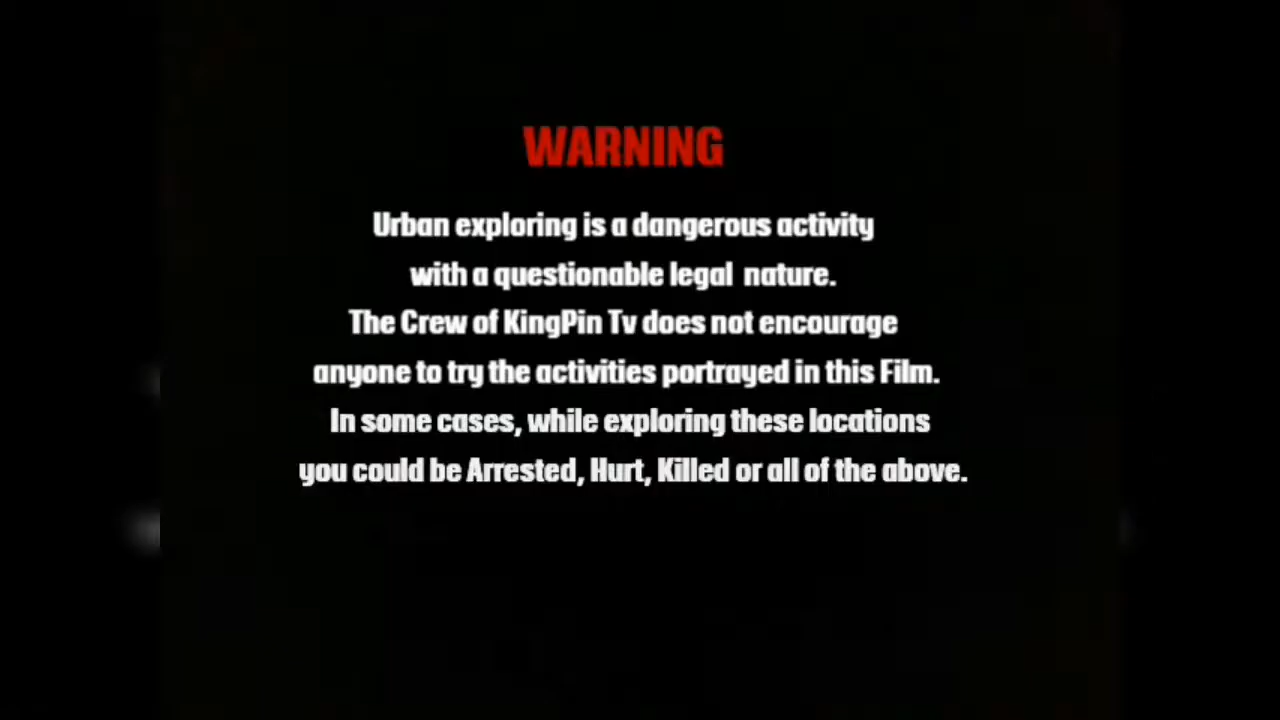 WARNING
Urban exploring is a dangerous activity
with a questionable legal nature.
The Crew of KingPin Tv does not encourage
anyone to try the activities portrayed in this Film.
In some cases, while exploring these locations
you could be Arrested, Hurt, Killed or all of the above.